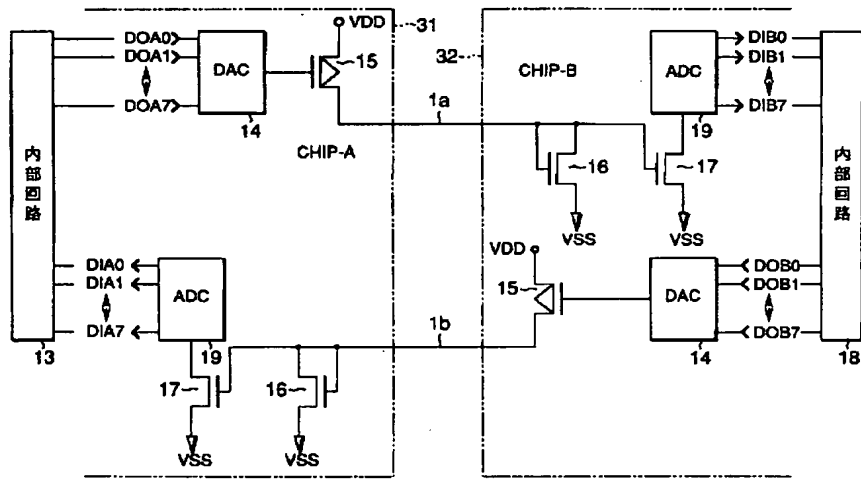 DOA0
DOA1
DOA7
DAC
14
VDD
15
31
CHIP-A
内部回路
13
1a
32
CHIP-B
ADC
19
DIB0
DIB1
DIB7
16
17
VSS
VSS
内部回路
18
DIA0
DIA1
DIA7
ADC
19
17
16
VSS
VSS
1b
VDD
15
DAC
14
DOB0
DOB1
DOB7